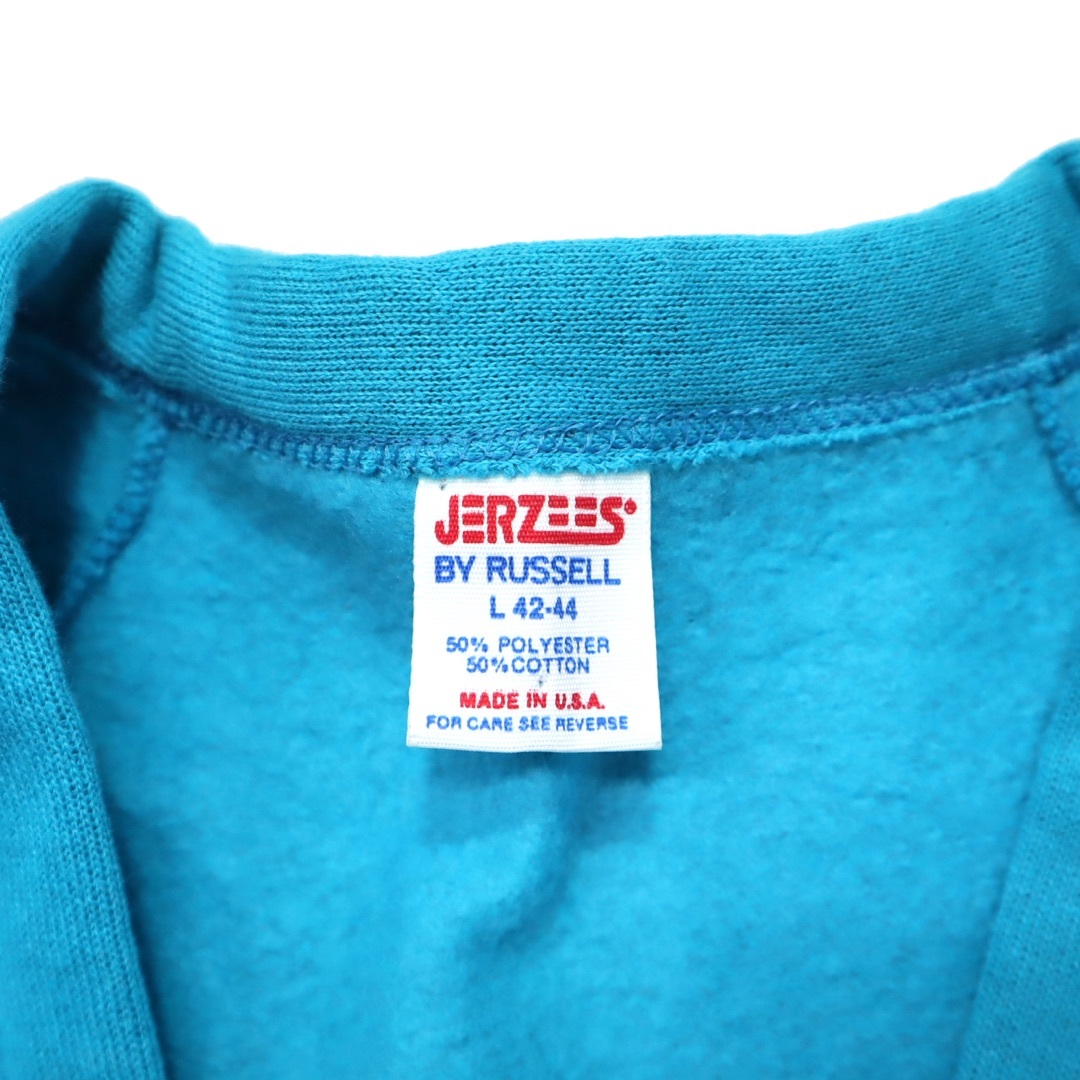 JERZEES
BY RUSSELL
L 42-44
50% POLYESTER
50% COTTON
MADE IN U.S.A.
FOR CARE SEE REVERSE